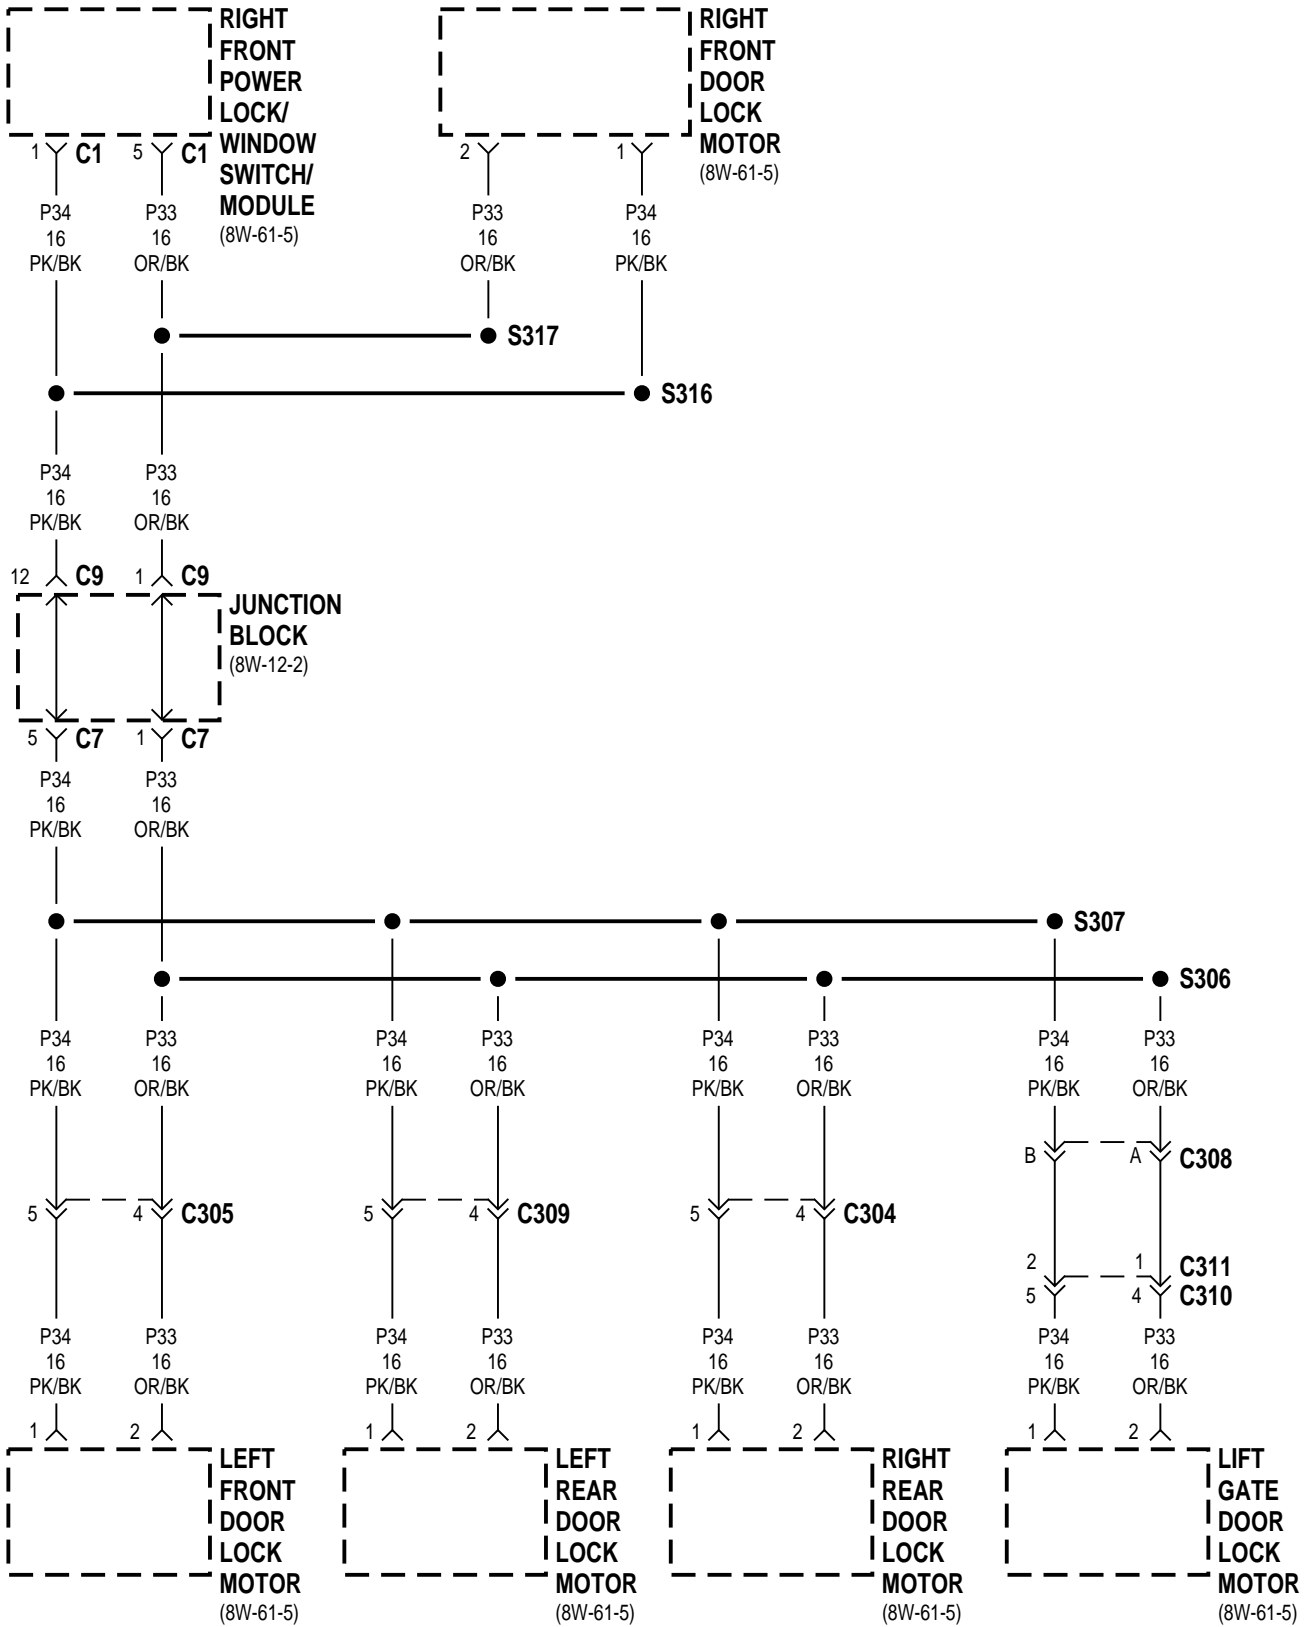 RIGHT
FRONT
POWER
LOCK/
WINDOW
SWITCH/
MODULE
(8W-61-5)
RIGHT
FRONT
DOOR
LOCK
MOTOR
(8W-61-5)
1 C1 5 C1 2 1
P34 P33 P33 P34
16 16 16 16
PK/BK OR/BK OR/BK PK/BK
S317
S316
P34 P33
16 16
PK/BK OR/BK
12 C9 1 C9
JUNCTION
BLOCK
(8W-12-2)
5 C7 1 C7
P34 P33
16 16
PK/BK OR/BK
S307
S306
P34 P33 P34 P33 P34 P33 P34 P33
16 16 16 16 16 16 16 16
PK/BK OR/BK PK/BK OR/BK PK/BK OR/BK PK/BK OR/BK
B A C308
5 4 C305 5 4 C309 5 4 C304
2 1 C311
5 4 C310
P34 P33 P34 P33 P34 P33 P34 P33
16 16 16 16 16 16 16 16
PK/BK OR/BK PK/BK OR/BK PK/BK OR/BK PK/BK OR/BK
1 2 1 2 1 2 1 2
LEFT
FRONT
DOOR
LOCK
MOTOR
(8W-61-5)
LEFT
REAR
DOOR
LOCK
MOTOR
(8W-61-5)
RIGHT
REAR
DOOR
LOCK
MOTOR
(8W-61-5)
LIFT
GATE
DOOR
LOCK
MOTOR
(8W-61-5)